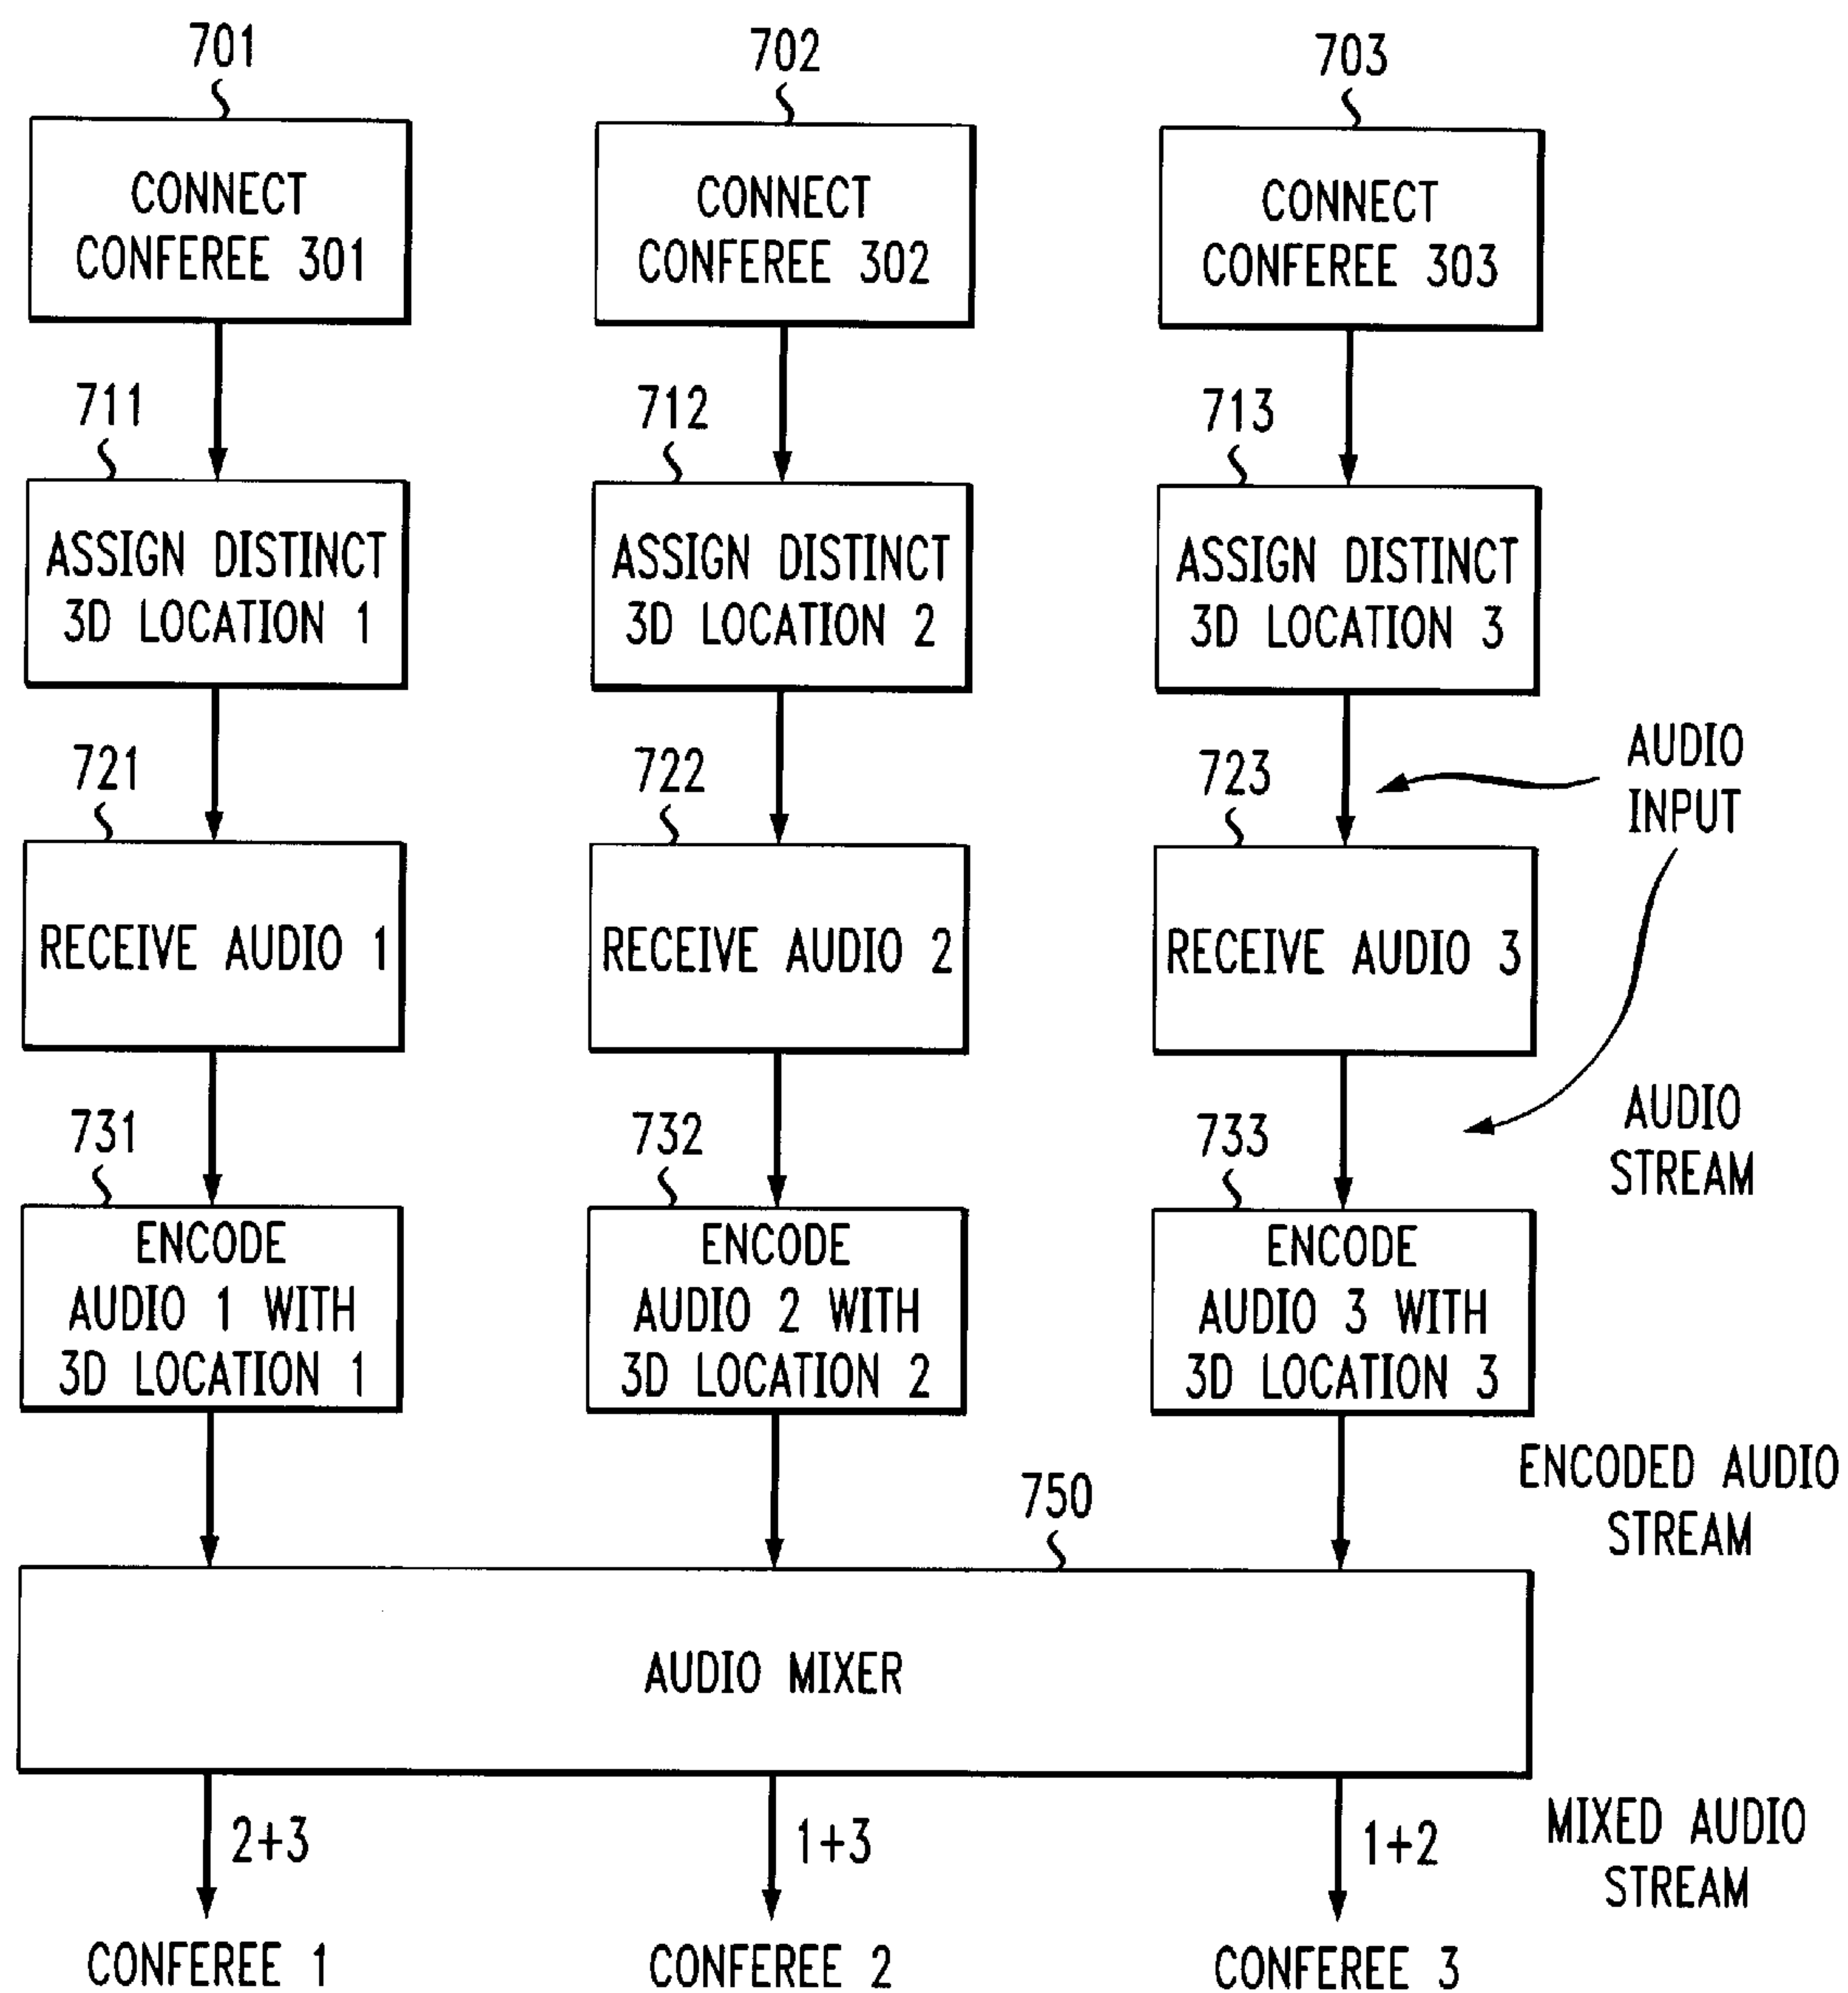 701
702
703
CONNECT
CONFEREE 301
CONNECT
CONFEREE 302
CONNECT
CONFEREE 303
711
712
713
ASSIGN DISTINCT
3D LOCATION 1
ASSIGN DISTINCT
3D LOCATION 2
ASSIGN DISTINCT
3D LOCATION 3
AUDIO
INPUT
721
722
723
RECEIVE AUDIO 1
RECEIVE AUDIO 2
RECEIVE AUDIO 3
AUDIO
STREAM
731
732
733
ENCODE
AUDIO 1 WITH
3D LOCATION 1
ENCODE
AUDIO 2 WITH
3D LOCATION 2
ENCODE
AUDIO 3 WITH
3D LOCATION 3
ENCODED AUDIO
STREAM
750
AUDIO MIXER
2+3
1+3
1+2
MIXED AUDIO
STREAM
CONFEREE 1
CONFEREE 2
CONFEREE 3